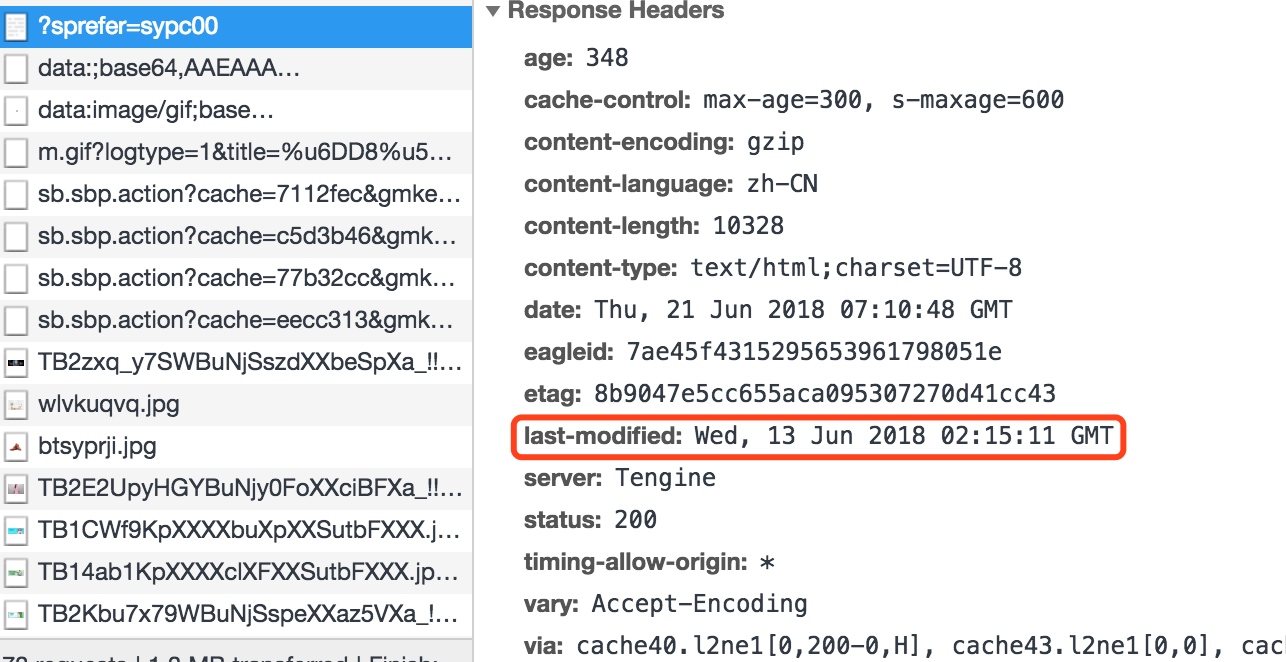 ?sprefer=sypc00
data:;base64,AAEAAA…
data:image/gif;base…
m.gif?logtype=1&title=%u6DD8%u5…
sb.sbp.action?cache=7112fec&gmke…
sb.sbp.action?cache=c5d3b46&gmk…
sb.sbp.action?cache=77b32cc&gmk…
sb.sbp.action?cache=eecc313&gmk…
TB2zxq_y7SWBuNjSszdXXbeSpXa_!!…
wlvkuqvq.jpg
btsyprji.jpg
TB2E2UpyHGYBuNjy0FoXXciBFXa_!!…
TB1CWf9KpXXXXbuXpXXSutbFXXX.j…
TB14ab1KpXXXXclXFXXSutbFXXX.jp…
TB2Kbu7x79WBuNjSspeXXaz5VXa_!…
requests | 1.3 MB transferred | Finish:
▼ Response Headers
age: 348
cache-control: max-age=300, s-maxage=600
content-encoding: gzip
content-language: zh-CN
content-length: 10328
content-type: text/html;charset=UTF-8
date: Thu, 21 Jun 2018 07:10:48 GMT
eagleid: 7ae45f4315295653961798051e
etag: 8b9047e5cc655aca095307270d41cc43
last-modified: Wed, 13 Jun 2018 02:15:11 GMT
server: Tengine
status: 200
timing-allow-origin: *
vary: Accept-Encoding
via: cache40.l2ne1[0,200-0,H], cache43.l2ne1[0,0], cac